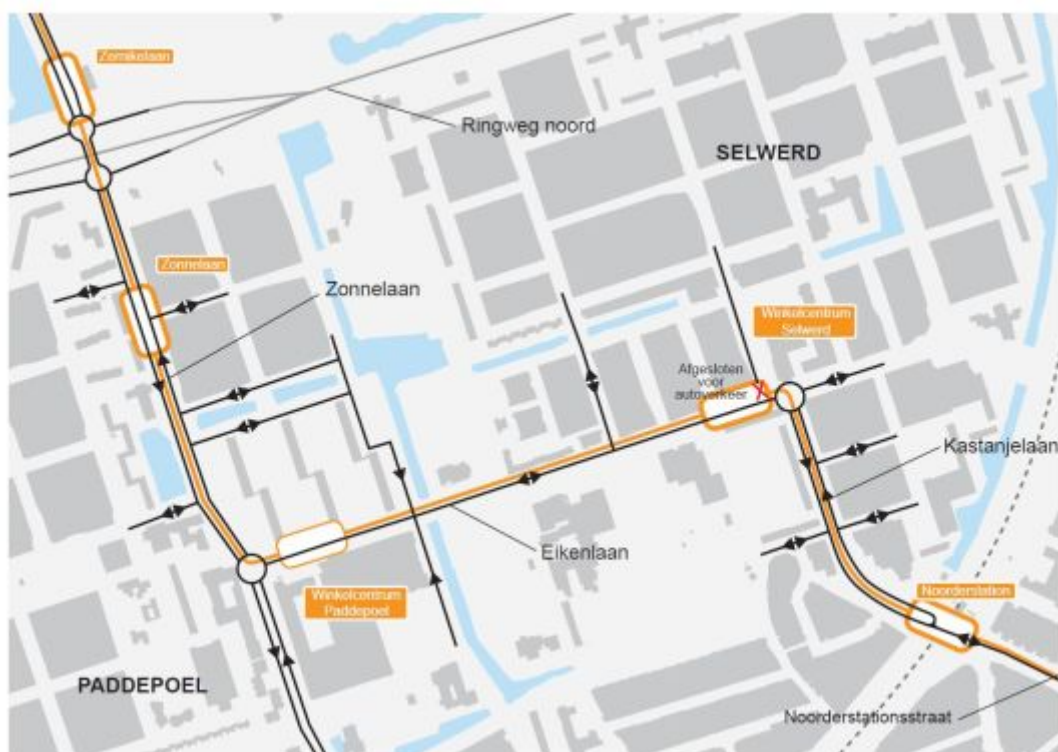 Zernikelaan
Ringweg noord
SELWERD
Zonnelaan
Zonnelaan
Winkelcentrum
Selwerd
Afgesloten
voor
autoverkeer
Kastanjelaan
Eikenlaan
Winkelcentrum
Paddepoel
Noorderstation
PADDEPOEL
Noorderstationsstraat